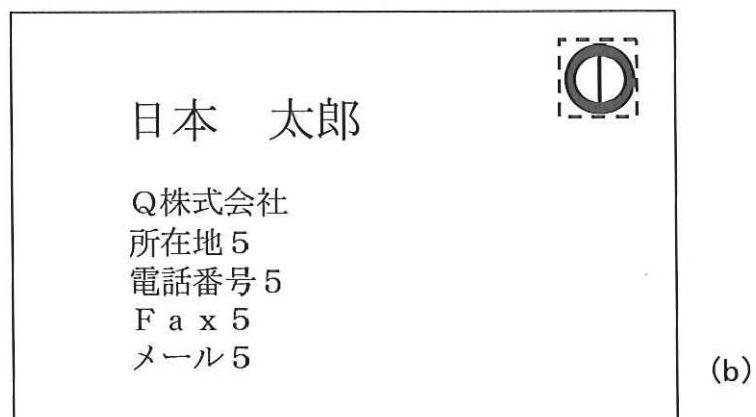 日本　太郎
Ｑ株式会社
所在地５
電話番号５
Ｆａｘ５
メール５
(b)